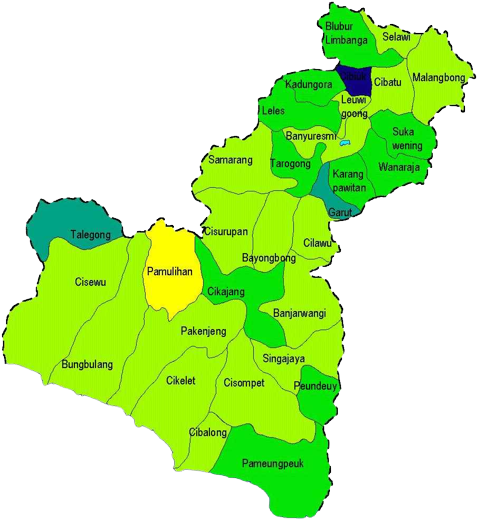 Blubur
Limbanga
Selawi
Cibiuk
Cibatu
Malangbong
Kadungora
Leuwi
goong
Leles
Banyuresmi
Suka
wening
Samarang
Tarogong
Karang
pawitan
Wanaraja
Garut
Talegong
Cisurupan
Cilawu
Bayongbong
Cisewu
Pamulihan
Cikajang
Banjarwangi
Pakenjeng
Singajaya
Bungbulang
Cikelet
Cisompet
Peundeuy
Cibalong
Pameungpeuk